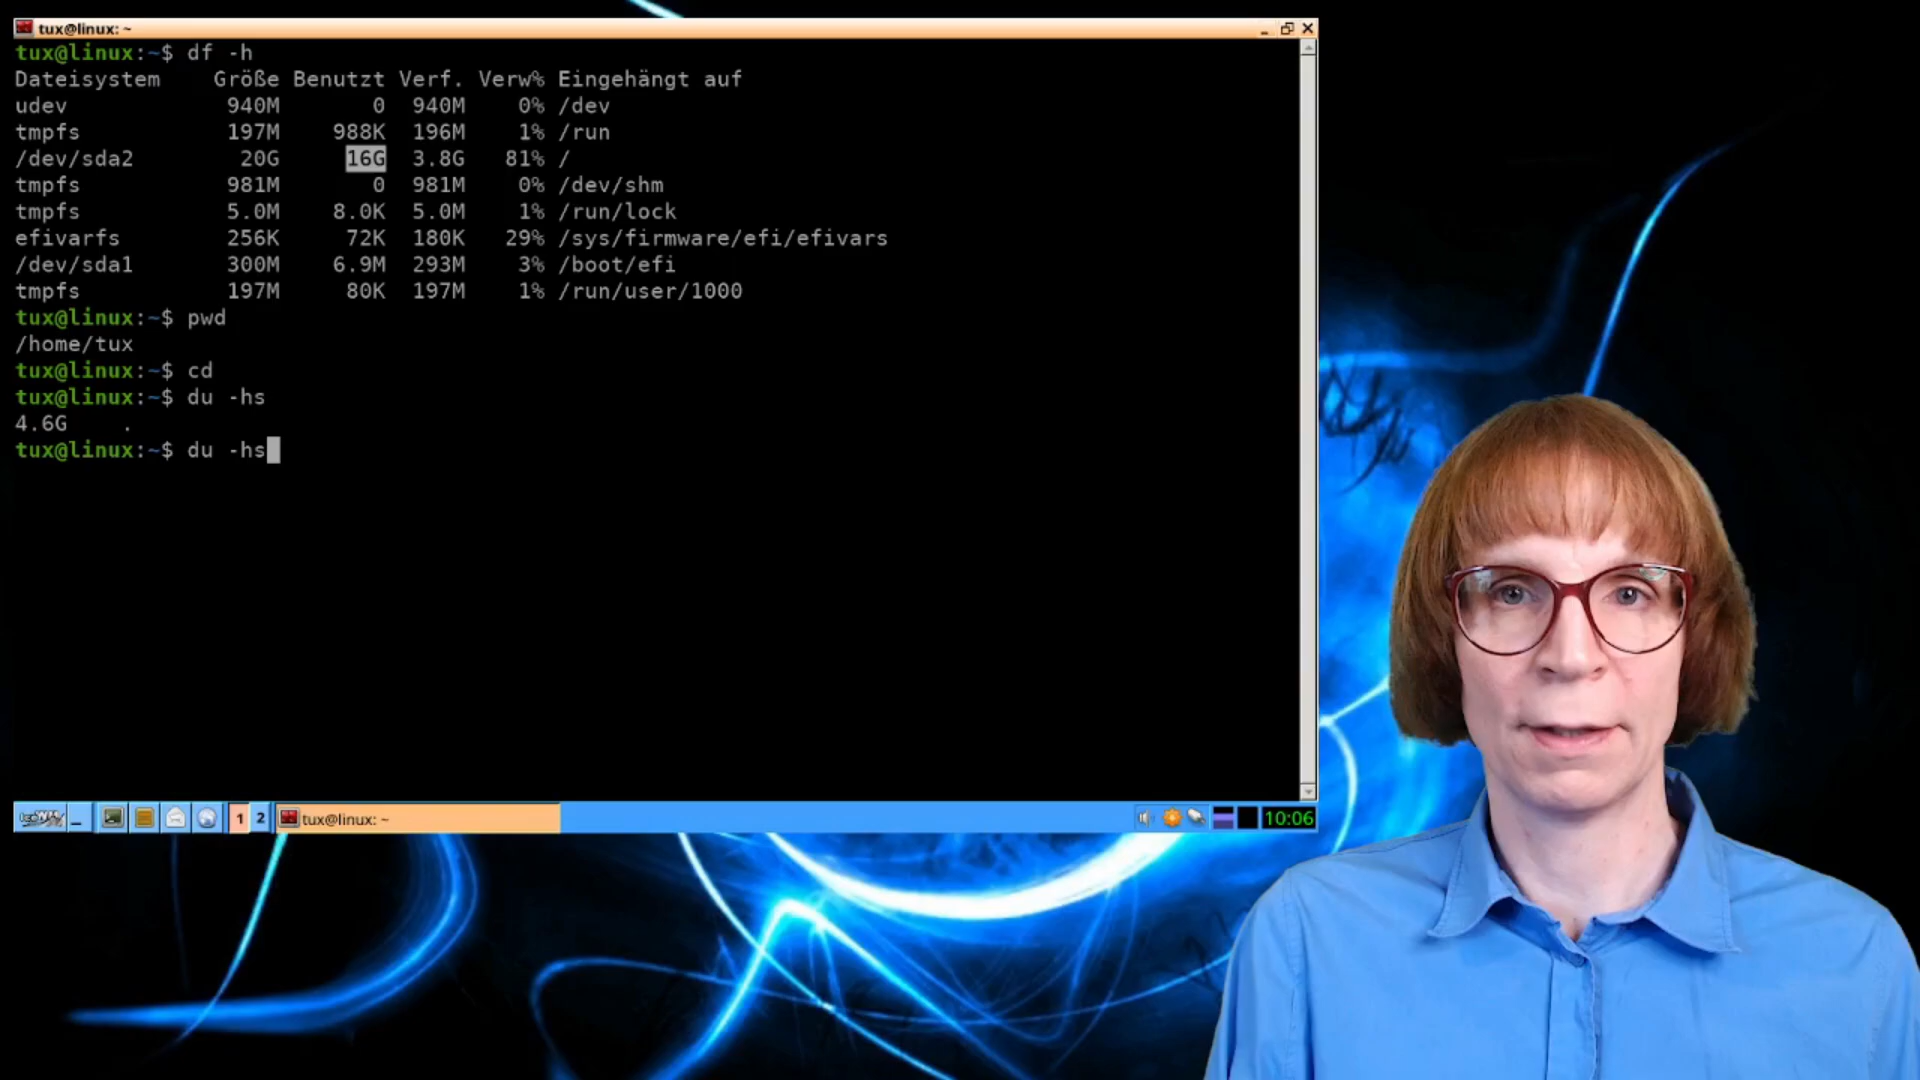 tux@linux: ~
tux@linux:~$ df -h
Dateisystem Größe Benutzt Verf. Verw% Eingehängt auf
udev 940M 0 940M 0% /dev
tmpfs 197M 988K 196M 1% /run
/dev/sda2 20G 16G 3.8G 81% /
tmpfs 981M 0 981M 0% /dev/shm
tmpfs 5.0M 8.0K 5.0M 1% /run/lock
efivarfs 256K 72K 180K 29% /sys/firmware/efi/efivars
/dev/sda1 300M 6.9M 293M 3% /boot/efi
tmpfs 197M 80K 197M 1% /run/user/1000
tux@linux:~$ pwd
/home/tux
tux@linux:~$ cd
tux@linux:~$ du -hs
4.6G .
tux@linux:~$ du -hs
1 2 tux@linux: ~ 10:06